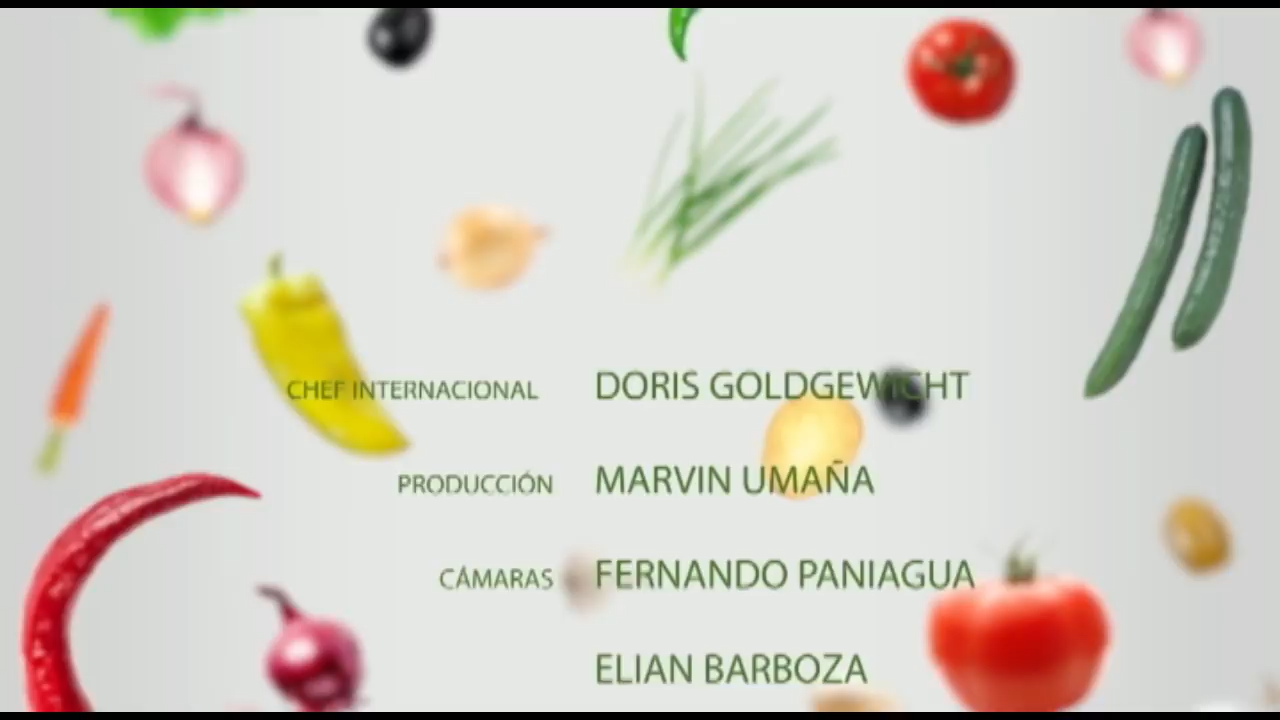 CHEF INTERNACIONAL DORIS GOLDGEWICHT
PRODUCCIÓN MARVIN UMAÑA
CÁMARAS FERNANDO PANIAGUA
ELIAN BARBOZA